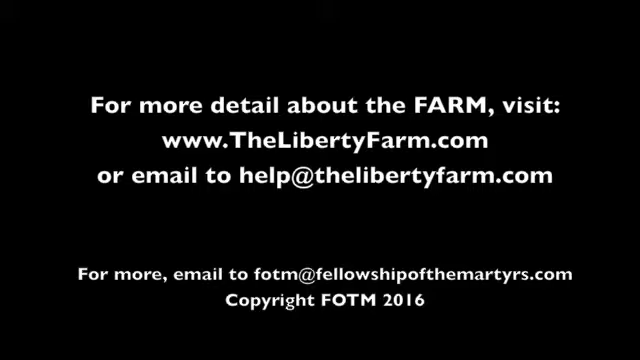 For more detail about the FARM, visit:
www.TheLibertyFarm.com
or email to help@thelibertyfarm.com
For more, email to fotm@fellowshipofthemartyrs.com
Copyright FOTM 2016